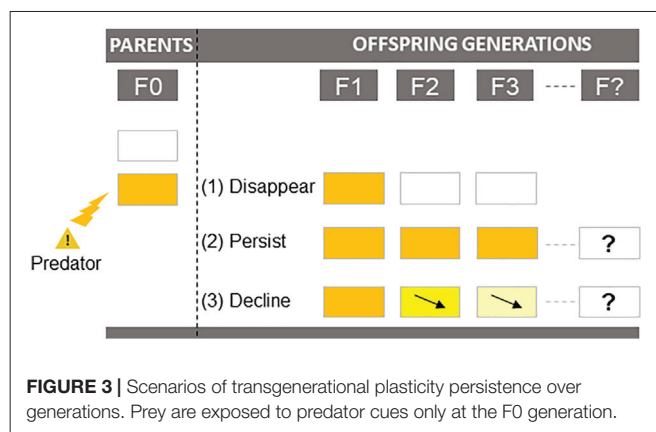 PARENTS OFFSPRING GENERATIONS
F0 F1 F2 F3 ---- F?
(1) Disappear
Predator
(2) Persist ?
(3) Decline ?
FIGURE 3 | Scenarios of transgenerational plasticity persistence over
generations. Prey are exposed to predator cues only at the F0 generation.